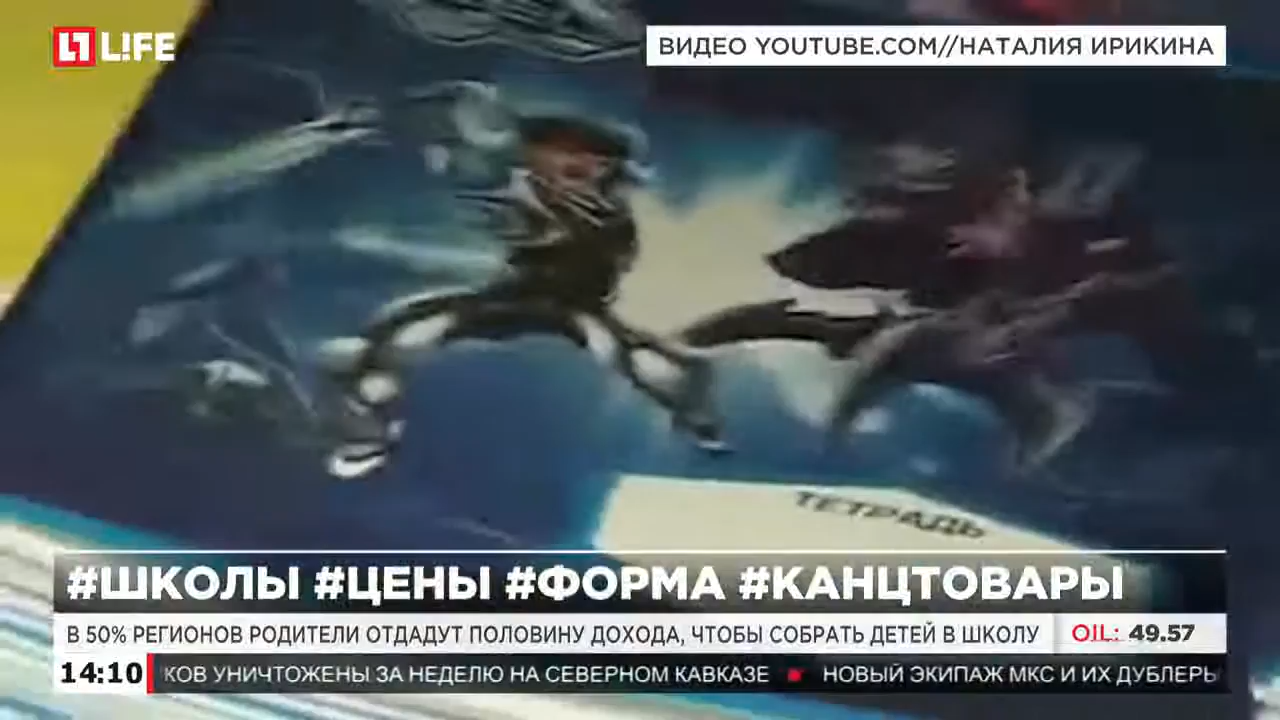 LIFE
ВИДЕО YOUTUBE.COM//НАТАЛИЯ ИРИКИНА
ТЕТРАДЬ
#ШКОЛЫ #ЦЕНЫ #ФОРМА #КАНЦТОВАРЫ
В 50% РЕГИОНОВ РОДИТЕЛИ ОТДАДУТ ПОЛОВИНУ ДОХОДА, ЧТОБЫ СОБРАТЬ ДЕТЕЙ В ШКОЛУ OIL: 49.57
14:10 КОВ УНИЧТОЖЕНЫ ЗА НЕДЕЛЮ НА СЕВЕРНОМ КАВКАЗЕ ▪ НОВЫЙ ЭКИПАЖ МКС И ИХ ДУБЛЕРЫ